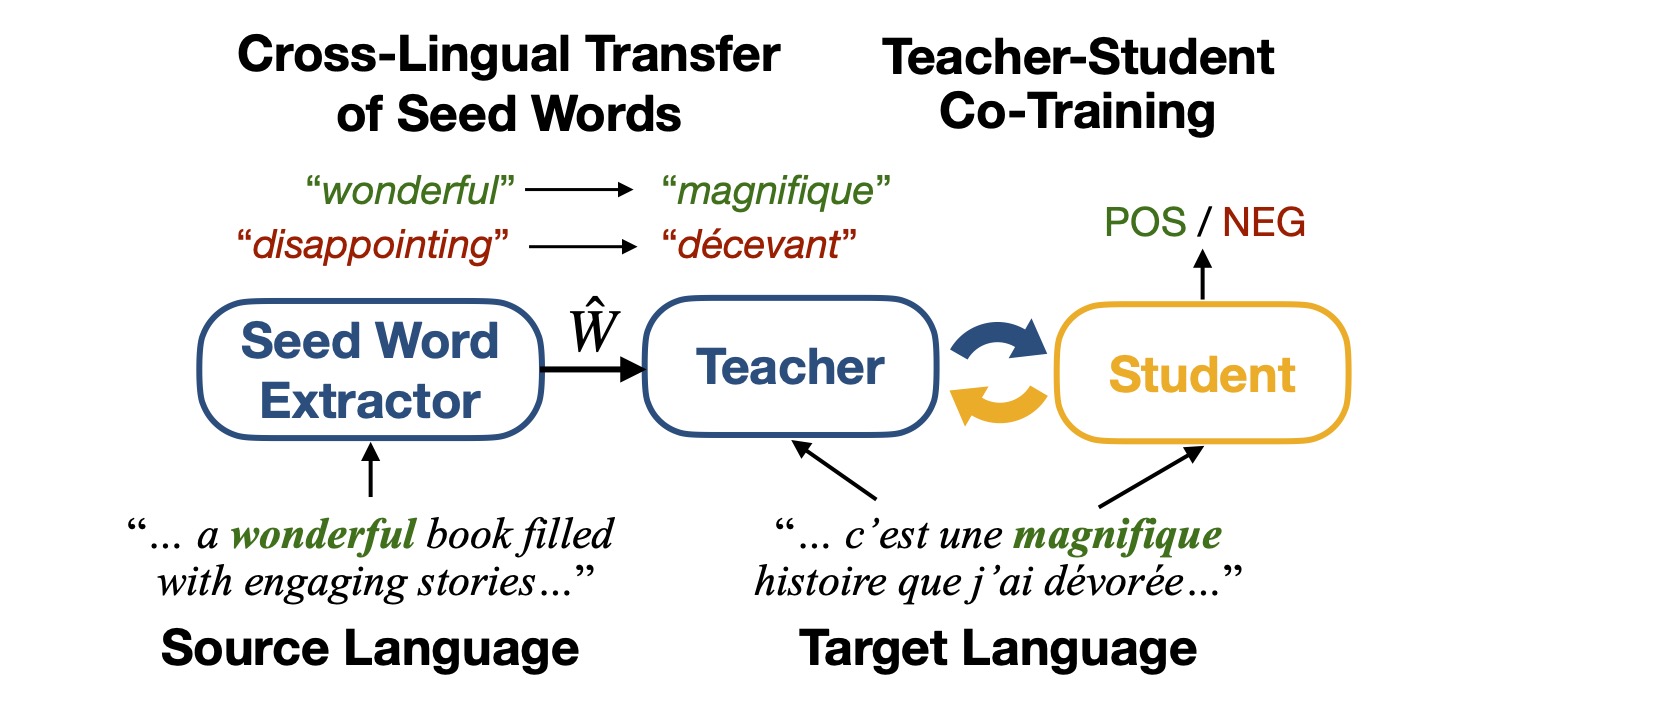 Cross-Lingual Transfer
of Seed Words
Teacher-Student
Co-Training
“wonderful” “magnifique”
“disappointing” “décevant”
POS / NEG
Seed Word
Extractor
Ŵ
Teacher
Student
“... a wonderful book filled
with engaging stories...”
Source Language
“... c’est une magnifique
histoire que j’ai dévorée...”
Target Language